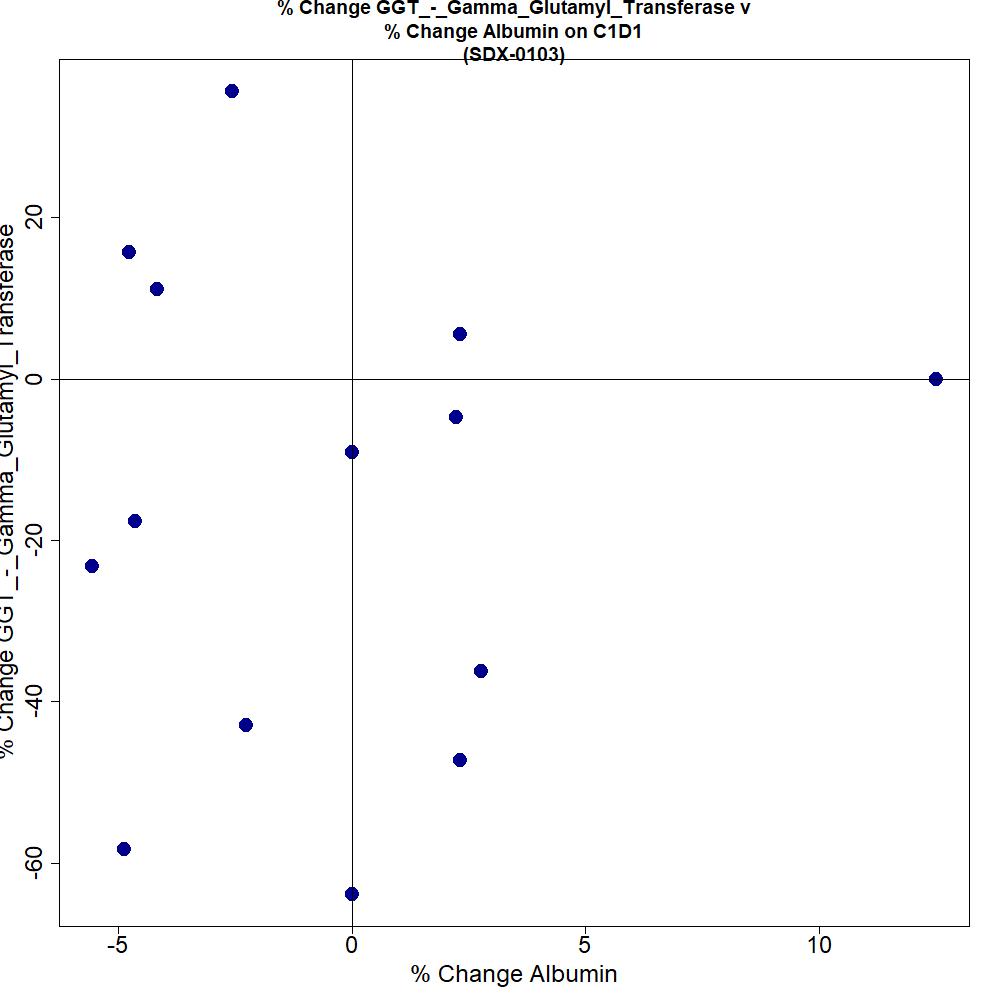 % Change GGT_-_Gamma_Glutamyl_Transferase v
% Change Albumin on C1D1
(SDX-0103)
% Change GGT_-_Gamma_Glutamyl_Transferase
20
0
-20
-40
-60
-5
0
5
10
% Change Albumin